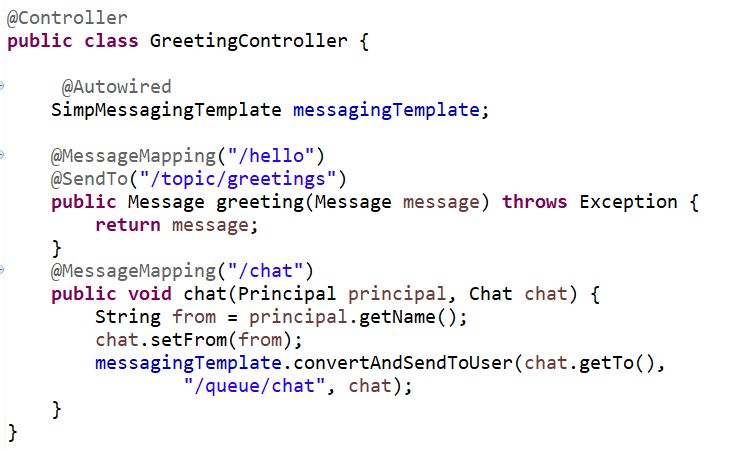 @Controller
public class GreetingController {
@Autowired
SimpMessagingTemplate messagingTemplate;
@MessageMapping("/hello")
@SendTo("/topic/greetings")
public Message greeting(Message message) throws Exception {
return message;
}
@MessageMapping("/chat")
public void chat(Principal principal, Chat chat) {
String from = principal.getName();
chat.setFrom(from);
messagingTemplate.convertAndSendToUser(chat.getTo(),
"/queue/chat", chat);
}
}